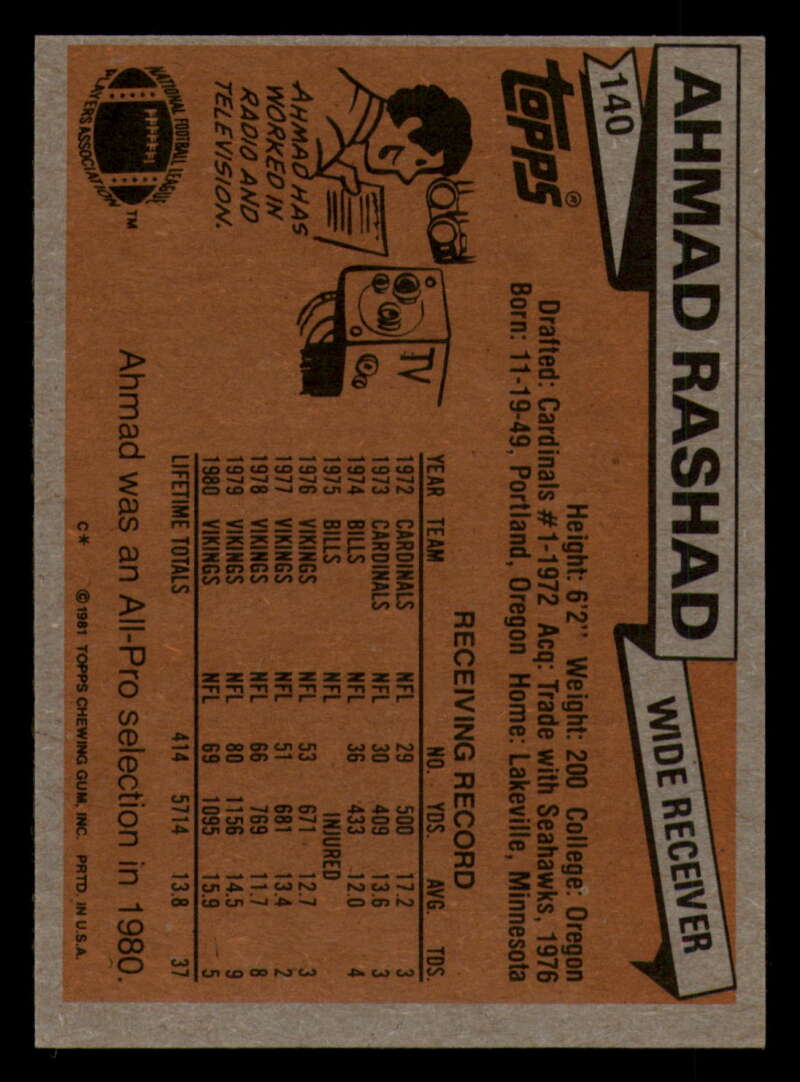 AHMAD RASHAD
WIDE RECEIVER
140
TOPPS®
Height: 6'2" Weight: 200 College: Oregon
Drafted: Cardinals #1-1972 Acq: Trade with Seahawks, 1976
Born: 11-19-49, Portland, Oregon Home: Lakeville, Minnesota
TV
AHMAD HAS
WORKED IN
RADIO AND
TELEVISION.
RECEIVING RECORD
YEAR TEAM NO. YDS. AVG. TDS.
1972 CARDINALS NFL 29 500 17.2 3
1973 CARDINALS NFL 30 409 13.6 3
1974 BILLS NFL 36 433 12.0 4
1975 BILLS NFL INJURED
1976 VIKINGS NFL 53 671 12.7 3
1977 VIKINGS NFL 51 681 13.4 2
1978 VIKINGS NFL 66 769 11.7 8
1979 VIKINGS NFL 80 1156 14.5 9
1980 VIKINGS NFL 69 1095 15.9 5
LIFETIME TOTALS 414 5714 13.8 37
Ahmad was an All-Pro selection in 1980.
NATIONAL FOOTBALL LEAGUE
PLAYERS ASSOCIATION
TM
C* ©1981 TOPPS CHEWING GUM, INC. PRTD. IN U.S.A.